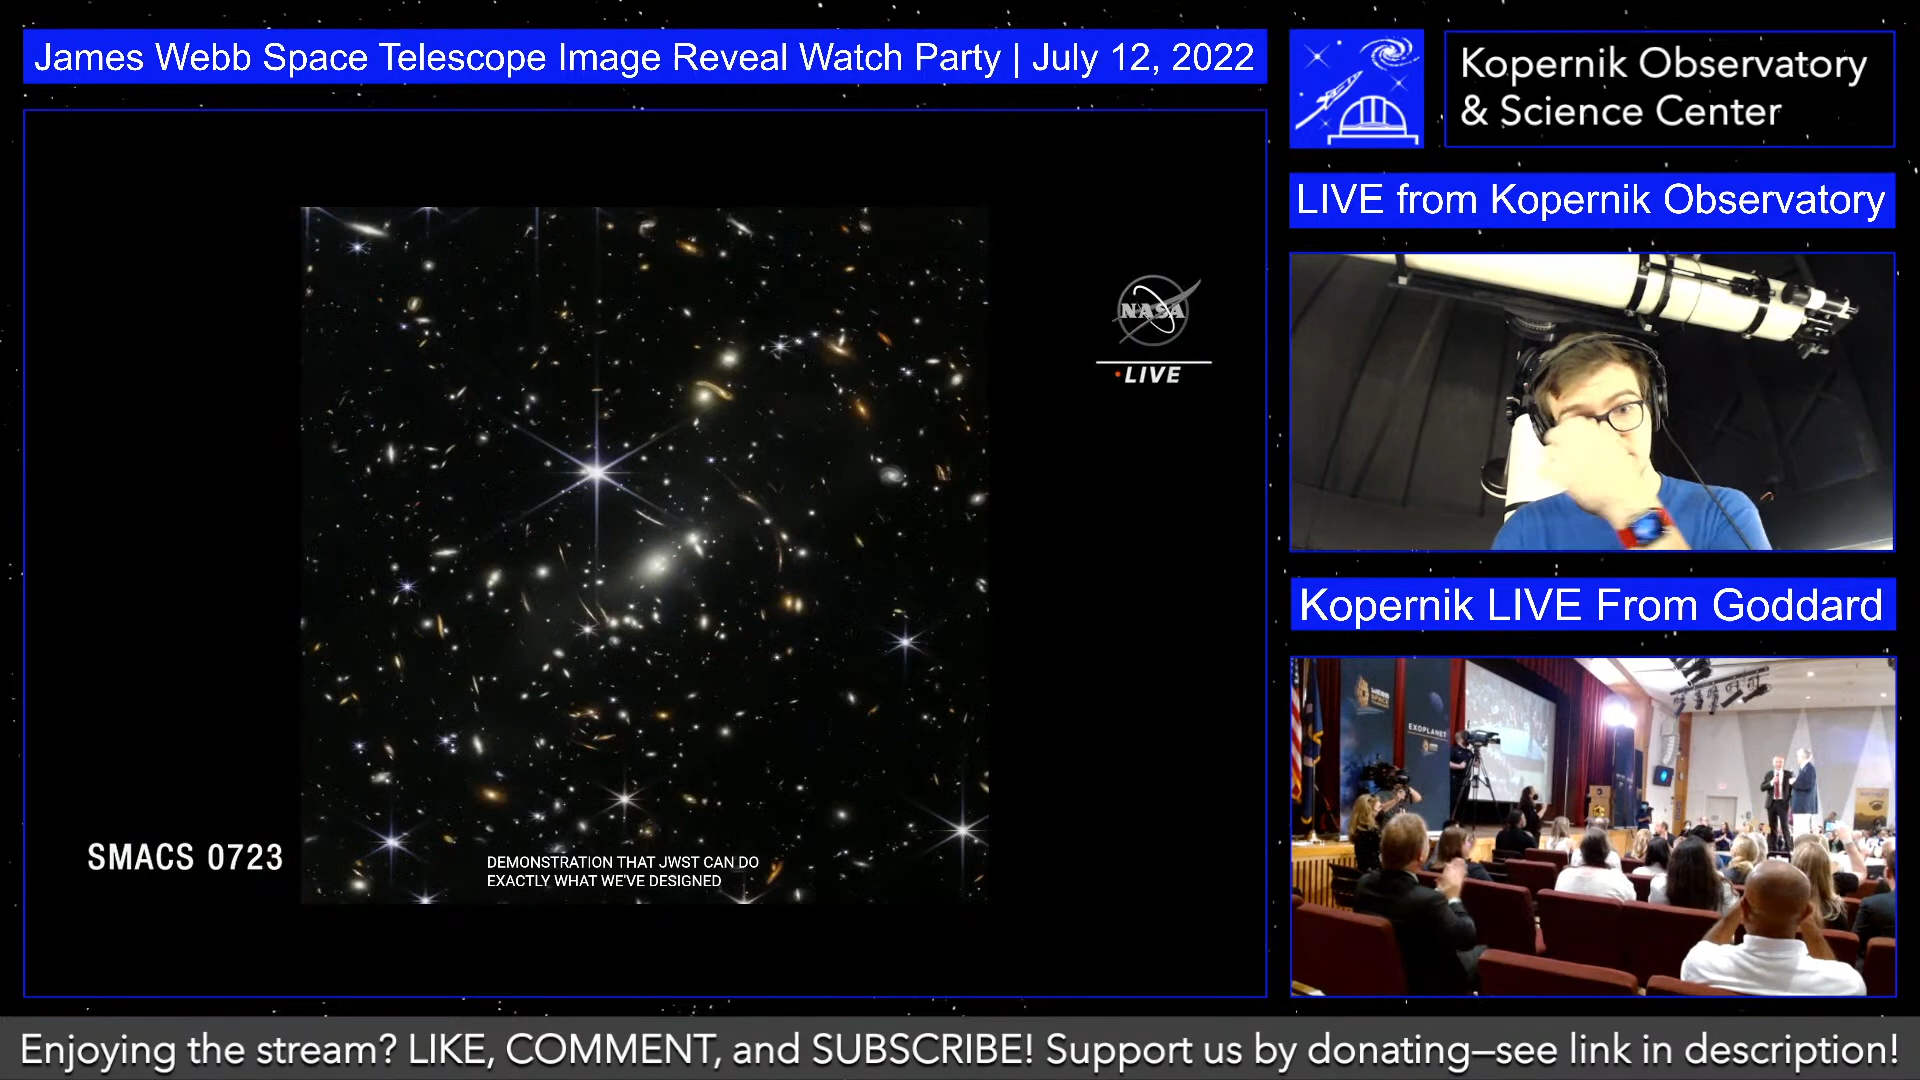 James Webb Space Telescope Image Reveal Watch Party | July 12, 2022
Kopernik Observatory
& Science Center
LIVE from Kopernik Observatory
NASA
LIVE
Kopernik LIVE From Goddard
EXOPLANET
SMACS 0723
DEMONSTRATION THAT JWST CAN DO
EXACTLY WHAT WE'VE DESIGNED
Enjoying the stream? LIKE, COMMENT, and SUBSCRIBE! Support us by donating—see link in description!